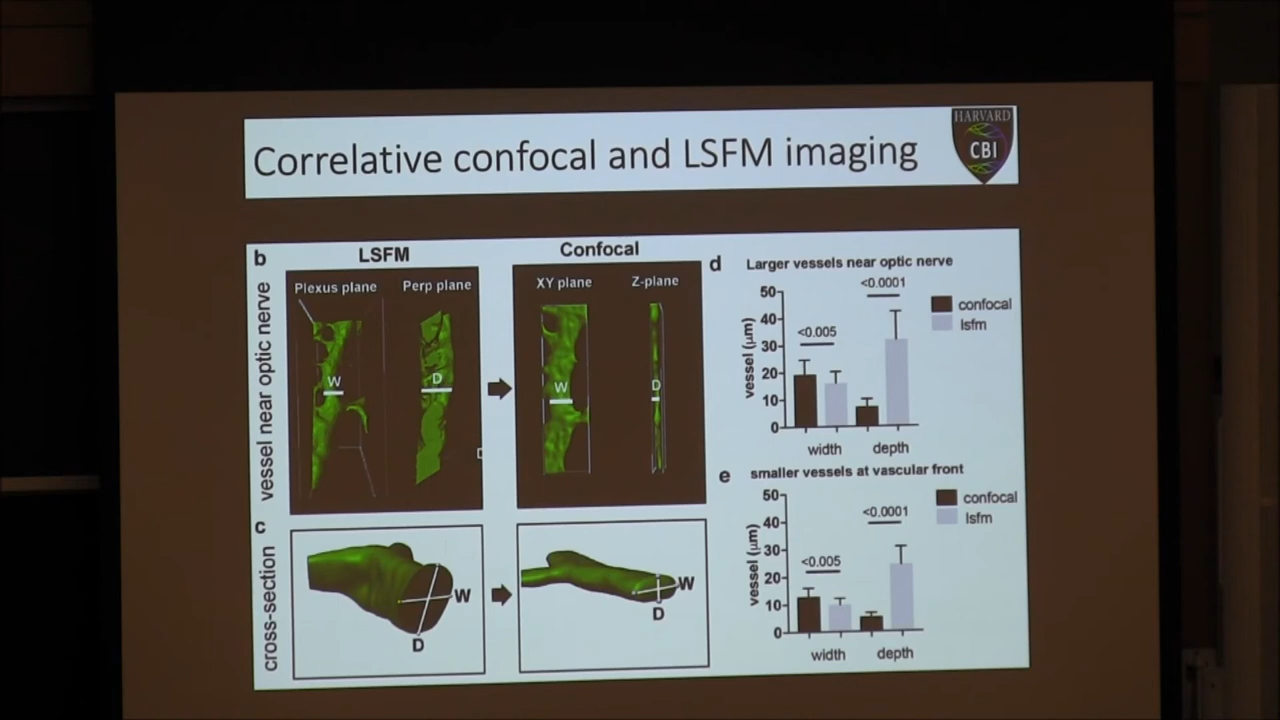 Correlative confocal and LSFM imaging
HARVARD
CBI
b
LSFM
Confocal
vessel near optic nerve
Plexus plane
Perp plane
W
D
XY plane
Z-plane
W
D
c
cross-section
W
D
W
D
d
Larger vessels near optic nerve
<0.0001
<0.005
confocal
lsfm
vessel (μm)
50
40
30
20
10
0
width
depth
e
smaller vessels at vascular front
<0.0001
<0.005
confocal
lsfm
vessel (μm)
50
40
30
20
10
0
width
depth